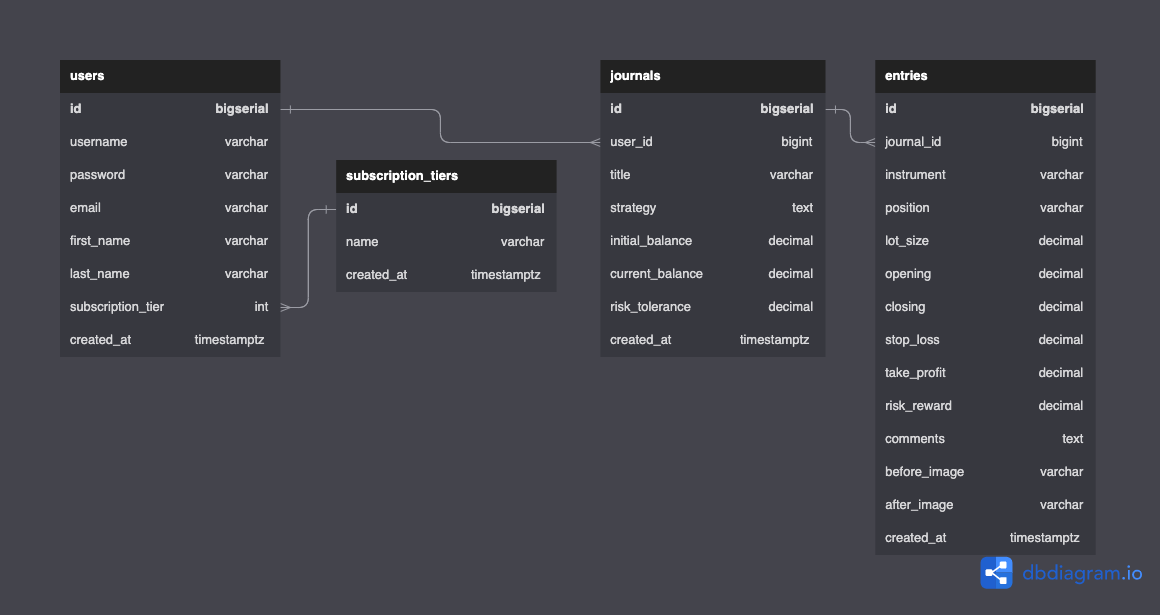 users
id bigserial
username varchar
password varchar
email varchar
first_name varchar
last_name varchar
subscription_tier int
created_at timestamptz
subscription_tiers
id bigserial
name varchar
created_at timestamptz
journals
id bigserial
user_id bigint
title varchar
strategy text
initial_balance decimal
current_balance decimal
risk_tolerance decimal
created_at timestamptz
entries
id bigserial
journal_id bigint
instrument varchar
position varchar
lot_size decimal
opening decimal
closing decimal
stop_loss decimal
take_profit decimal
risk_reward decimal
comments text
before_image varchar
after_image varchar
created_at timestamptz
dbdiagram.io